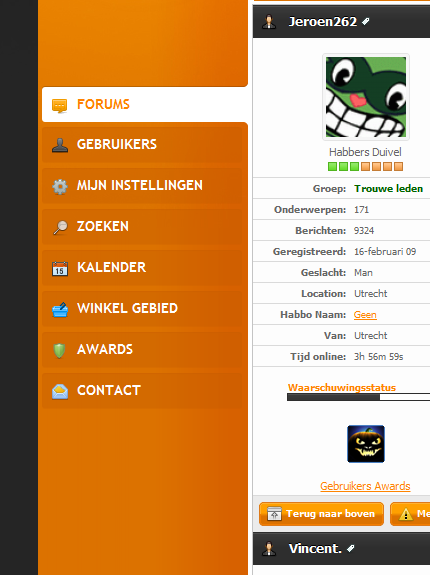 FORUMS
GEBRUIKERS
MIJN INSTELLINGEN
ZOEKEN
15
KALENDER
WINKEL GEBIED
AWARDS
CONTACT
Jeroen262
Habbers Duivel
Groep: Trouwe leden
Onderwerpen: 171
Berichten: 9324
Geregistreerd: 16-februari 09
Geslacht: Man
Location: Utrecht
Habbo Naam: Geen
Van: Utrecht
Tijd online: 3h 56m 59s
Waarschuwingsstatus
Gebruikers Awards
Terug naar boven
Me
Vincent.